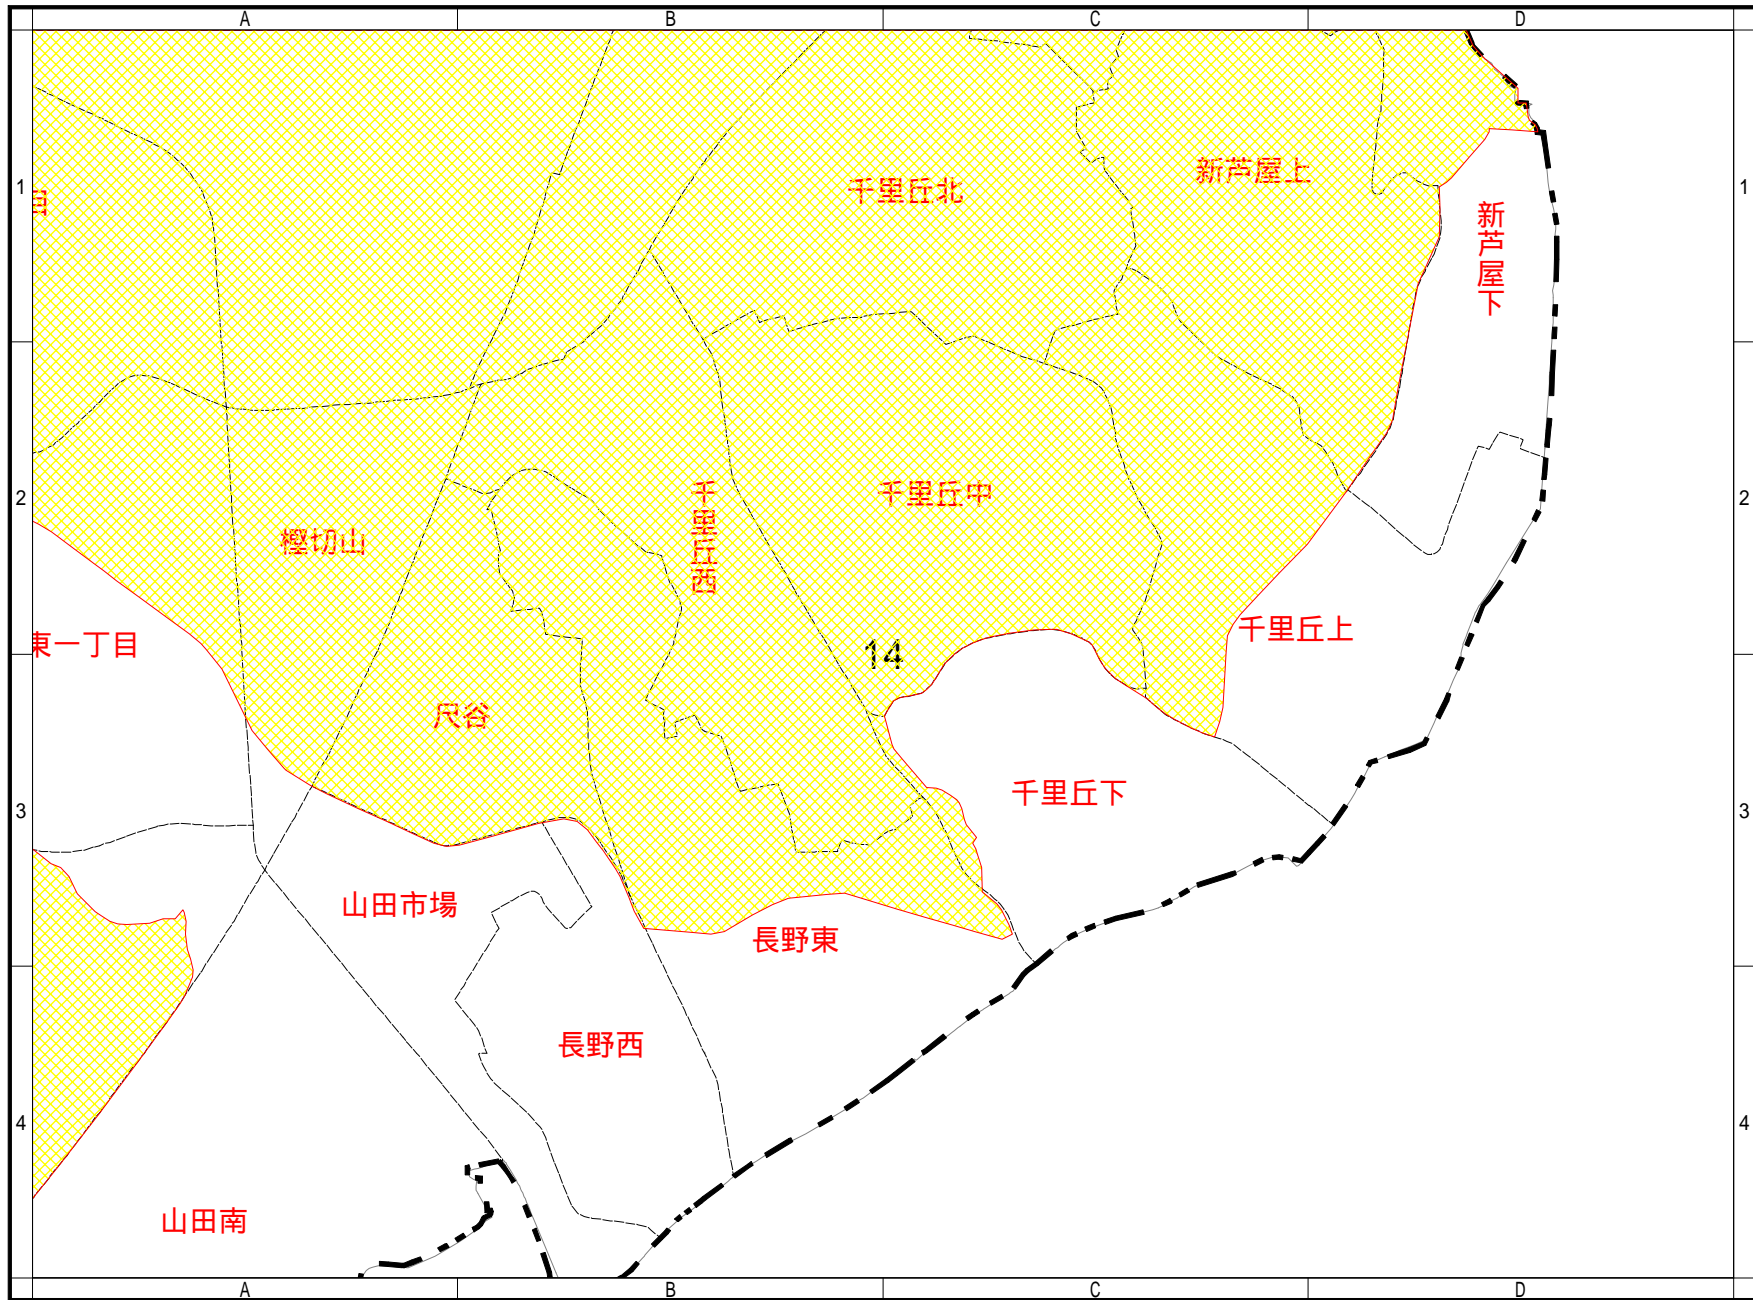 A B C D
1 1
千里丘北
新芦屋上
新芦屋下
2 2
樫切山
千里丘西
千里丘中
東一丁目
14
千里丘上
尺谷
3 3
千里丘下
山田市場
長野東
長野西
4 4
山田南
A B C D